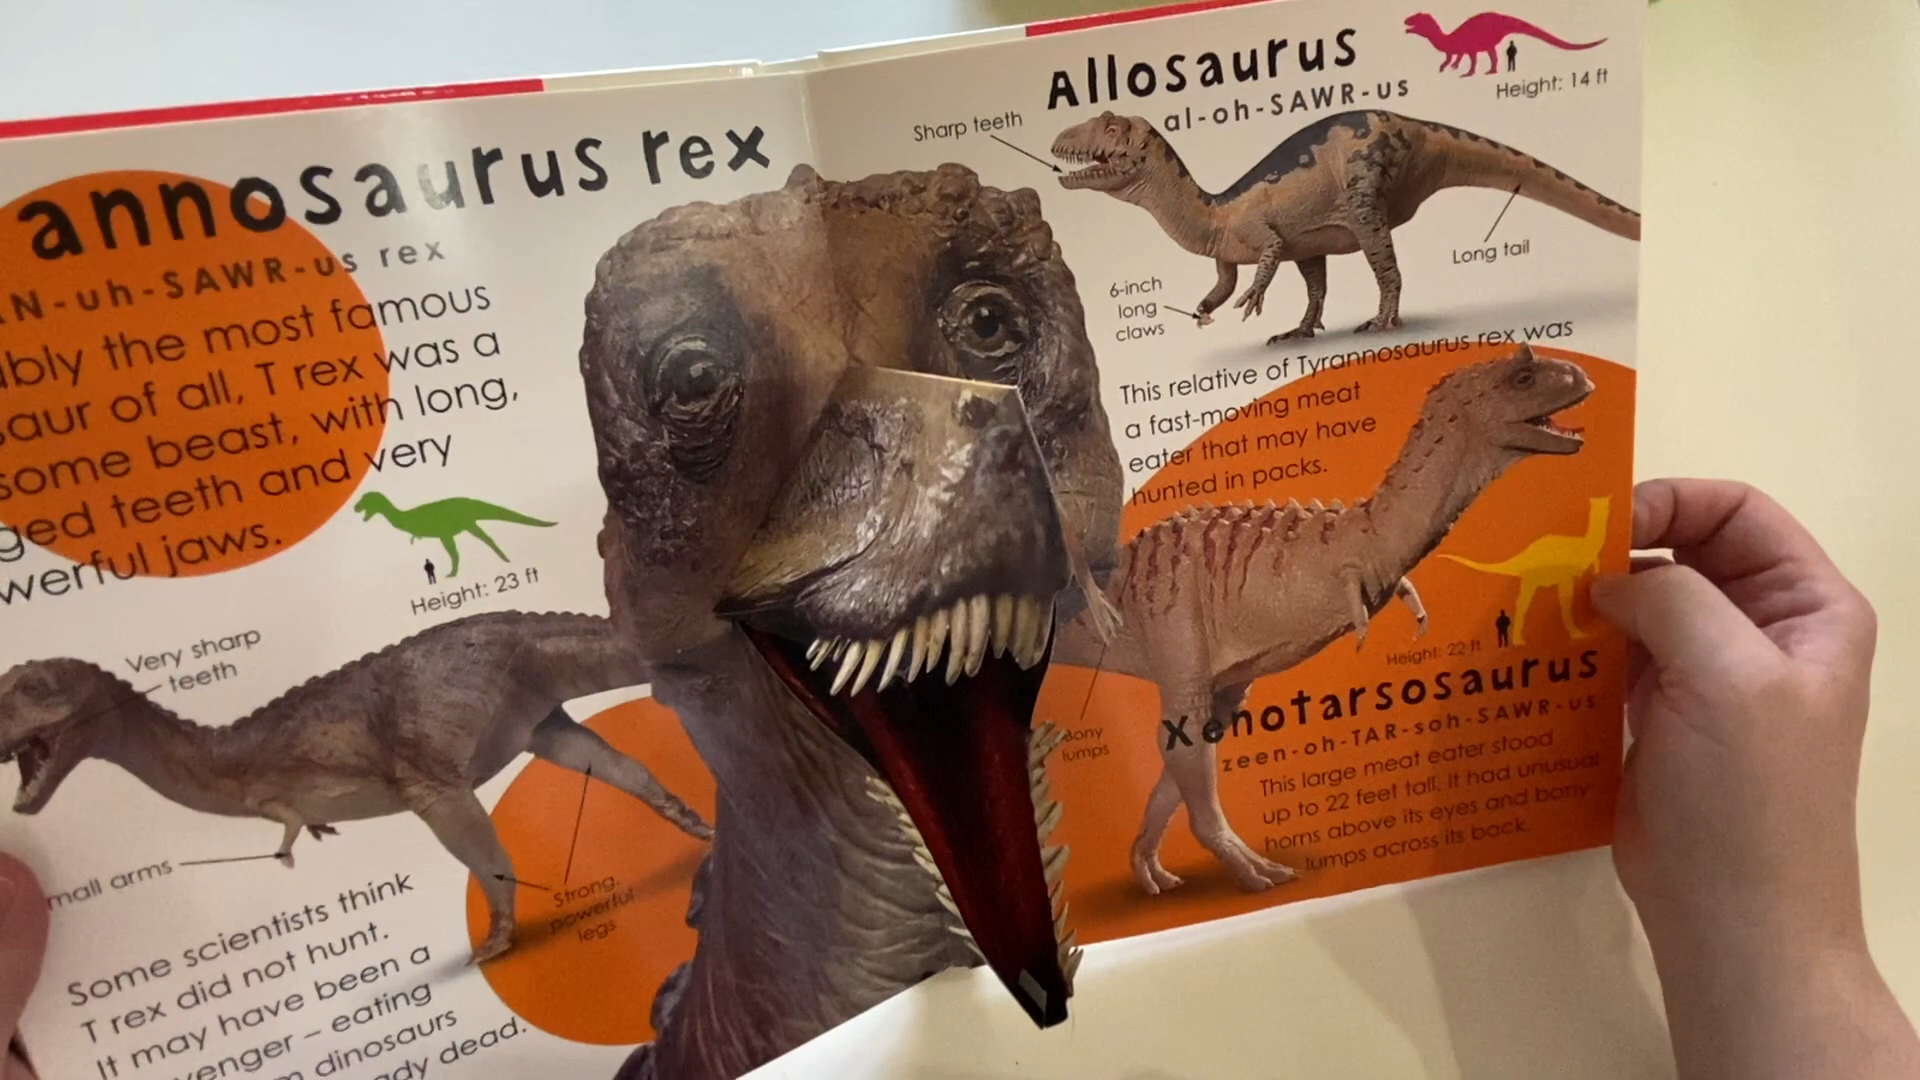 annosaurus rex
N-uh-SAWR-us rex
bly the most famous
saur of all, T rex was a
some beast, with long,
ged teeth and very
werful jaws.
Height: 23 ft
Very sharp
teeth
mall arms
Strong,
powerful
legs
Some scientists think
T rex did not hunt.
It may have been a
venger – eating
dinosaurs
ady dead.
Allosaurus
al-oh-SAWR-us
Height: 14 ft
Sharp teeth
Long tail
6-inch
long
claws
This relative of Tyrannosaurus rex was
a fast-moving meat
eater that may have
hunted in packs.
Height: 22 ft
Bony
lumps
Xenotarsosaurus
zeen-oh-TAR-soh-SAWR-us
This large meat eater stood
up to 22 feet tall. It had unusual
horns above its eyes and bony
lumps across its back.